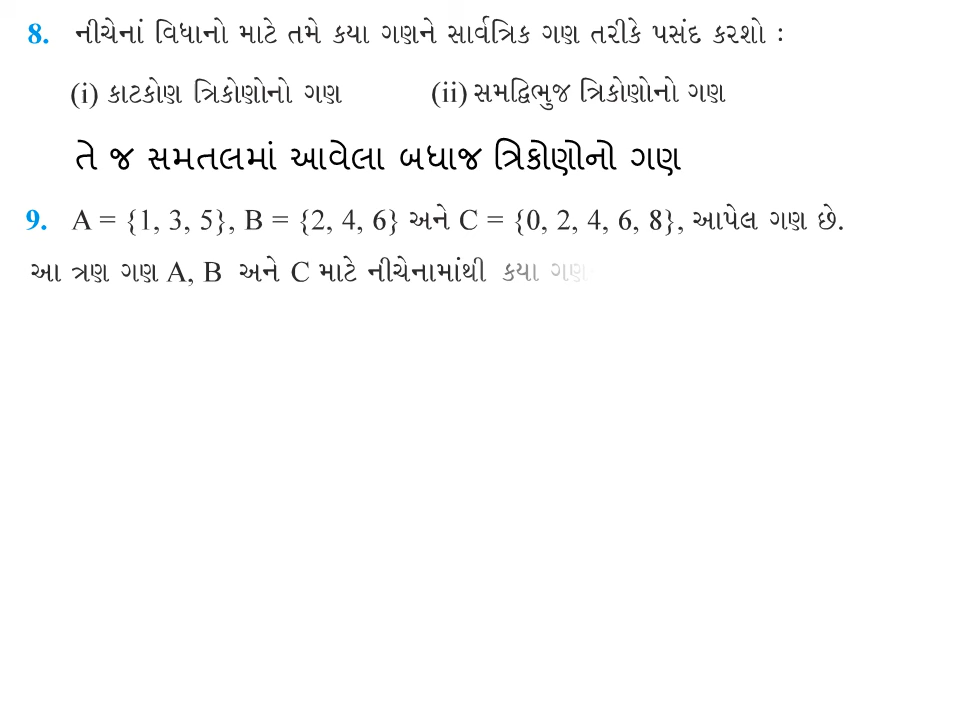 8. નીચેનાં વિધાનો માટે તમે કયા ગણને સાર્વત્રિક ગણ તરીકે પસંદ કરશો :
(i) કાટકોણ ત્રિકોણોનો ગણ (ii) સમદ્વિભુજ ત્રિકોણોનો ગણ
તે જ સમતલમાં આવેલા બધાજ ત્રિકોણોનો ગણ
9. A = {1, 3, 5}, B = {2, 4, 6} અને C = {0, 2, 4, 6, 8}, આપેલ ગણ છે.
આ ત્રણ ગણ A, B અને C માટે નીચેનામાંથી કયા ગણ